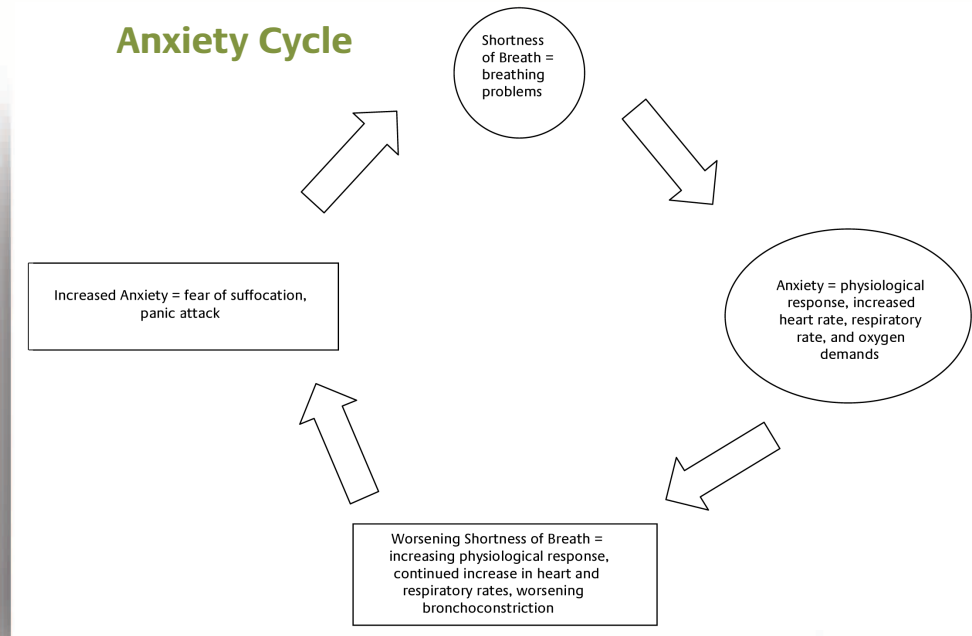 Anxiety Cycle
Shortness
of Breath =
breathing
problems
Anxiety = physiological
response, increased
heart rate, respiratory
rate, and oxygen
demands
Worsening Shortness of Breath =
increasing physiological response,
continued increase in heart and
respiratory rates, worsening
bronchoconstriction
Increased Anxiety = fear of suffocation,
panic attack